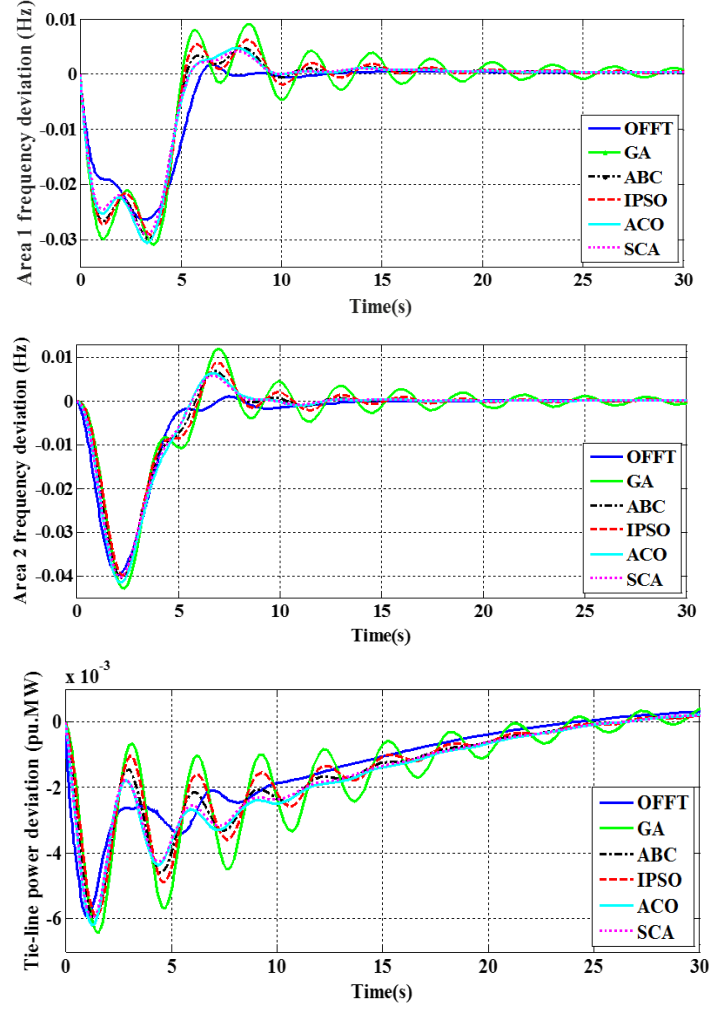 Area 1 frequency deviation (Hz)
0.01
0
-0.01
-0.02
-0.03
0 5 10 15 20 25 30
Time(s)
OFFT
GA
ABC
IPSO
ACO
SCA
Area 2 frequency deviation (Hz)
0.01
0
-0.01
-0.02
-0.03
-0.04
0 5 10 15 20 25 30
Time(s)
OFFT
GA
ABC
IPSO
ACO
SCA
x 10-3
Tie-line power deviation (pu.MW)
0
-2
-4
-6
0 5 10 15 20 25 30
Time(s)
OFFT
GA
ABC
IPSO
ACO
SCA